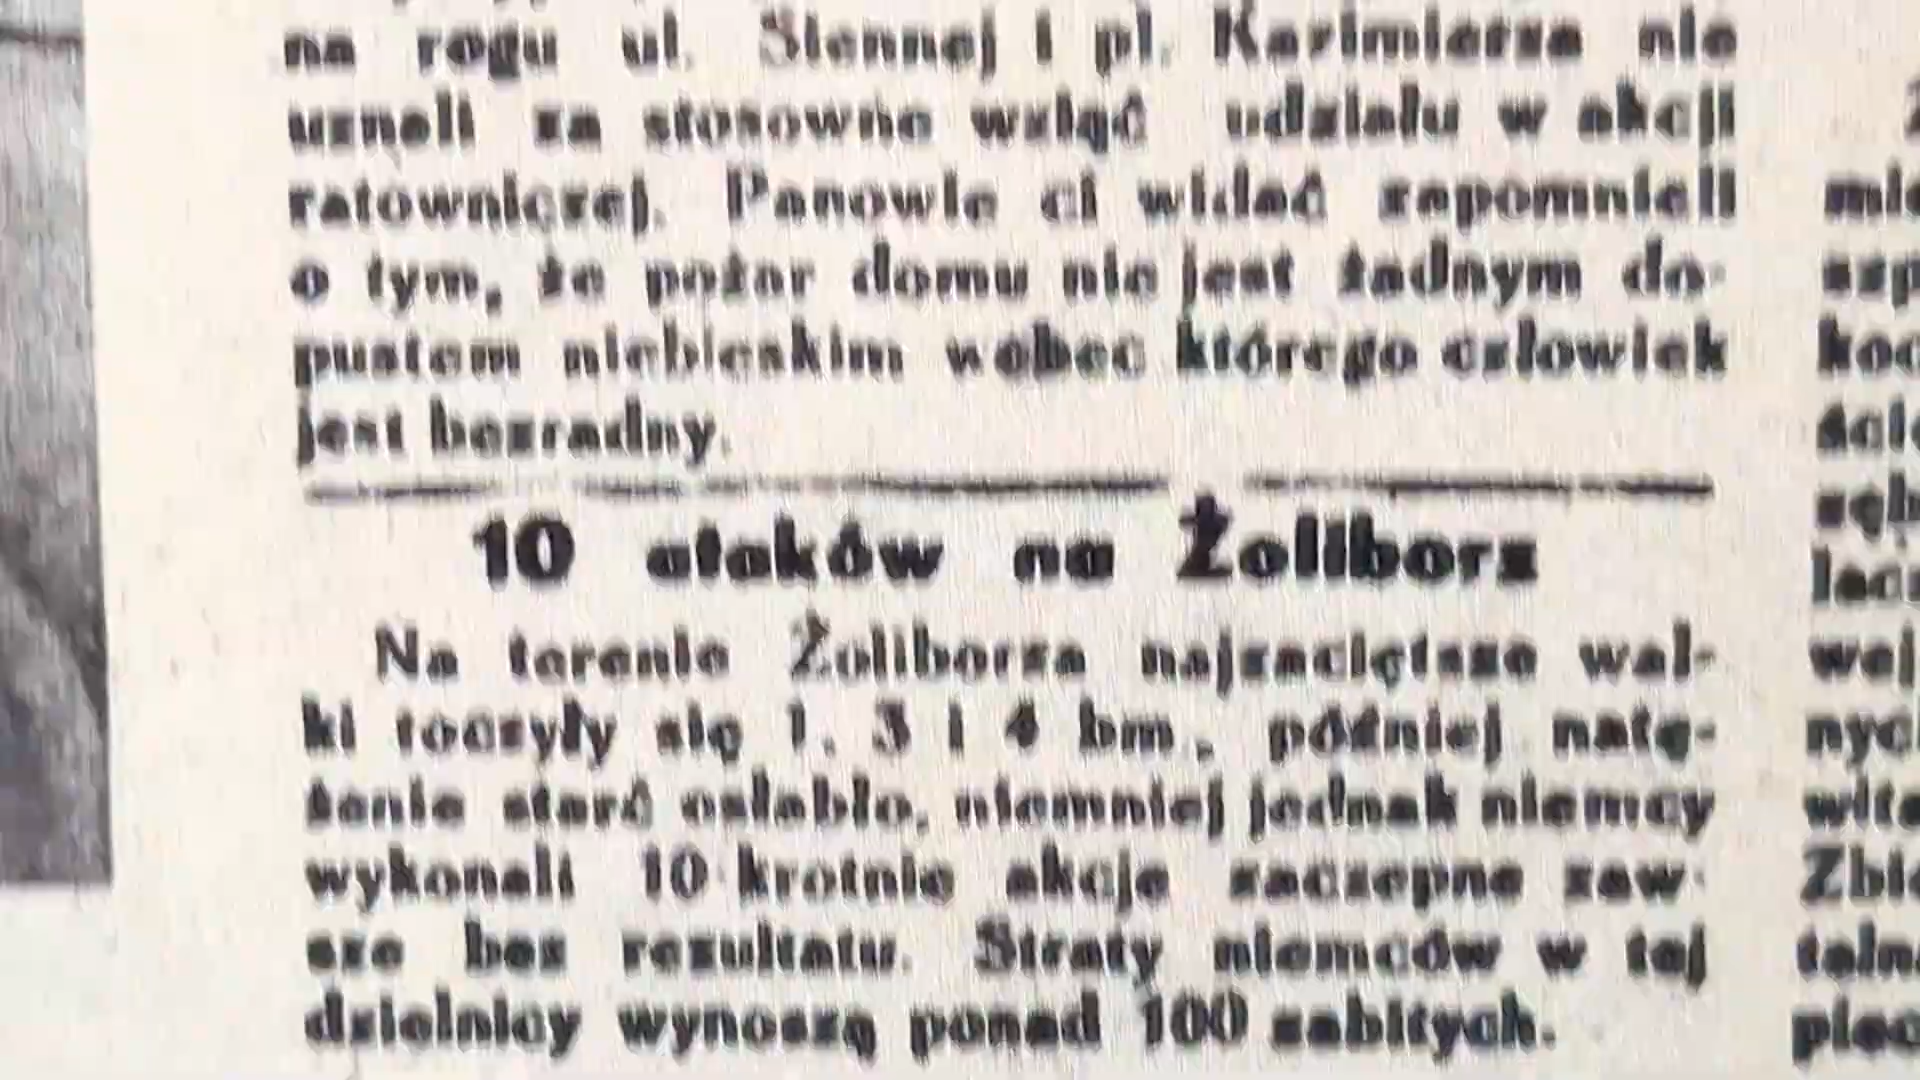 na rogu ul. Siennej i pl. Kazimierza nie
uznali za stosowne wziąć udziału w akcji
ratowniczej. Panowie ci widać zapomnieli
o tym, że pożar domu nie jest żadnym do-
pustem niebieskim wobec którego człowiek
jest bezradny.
10 ataków na Żoliborz
Na terenie Żoliborza najzaciętsze wal-
ki toczyły się 1, 3 i 4 bm., później natę-
żenie starć osłabło, niemniej jednak niemcy
wykonali 10-krotnie akcje zaczepne zaw-
sze bez rezultatu. Straty niemców w tej
dzielnicy wynoszą ponad 100 zabitych.